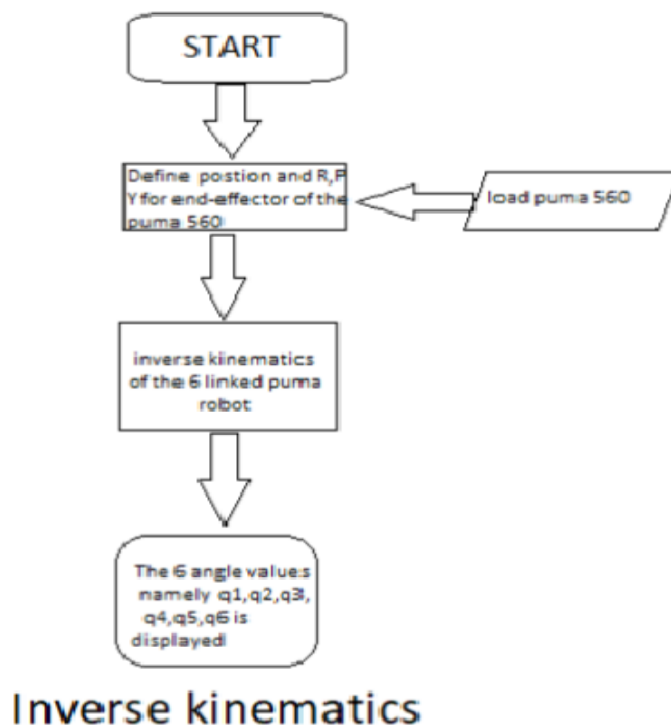 START
Define postion and R,P
Y for end-effector of the
puma 560
load puma 560
inverse kinematics
of the 6 linked puma
robot
The 6 angle values
namely q1,q2,q3,
q4,q5,q6 is
displayed
Inverse kinematics